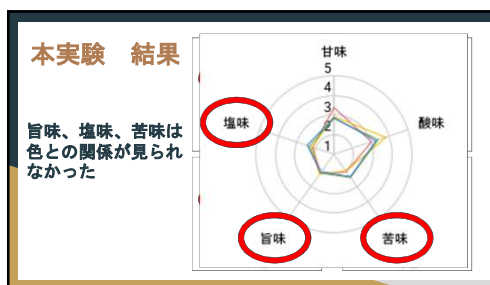 本実験 結果
旨味、塩味、苦味は
色との関係が見られ
なかった
甘味
5
4
3
2
1
塩味
酸味
旨味
苦味